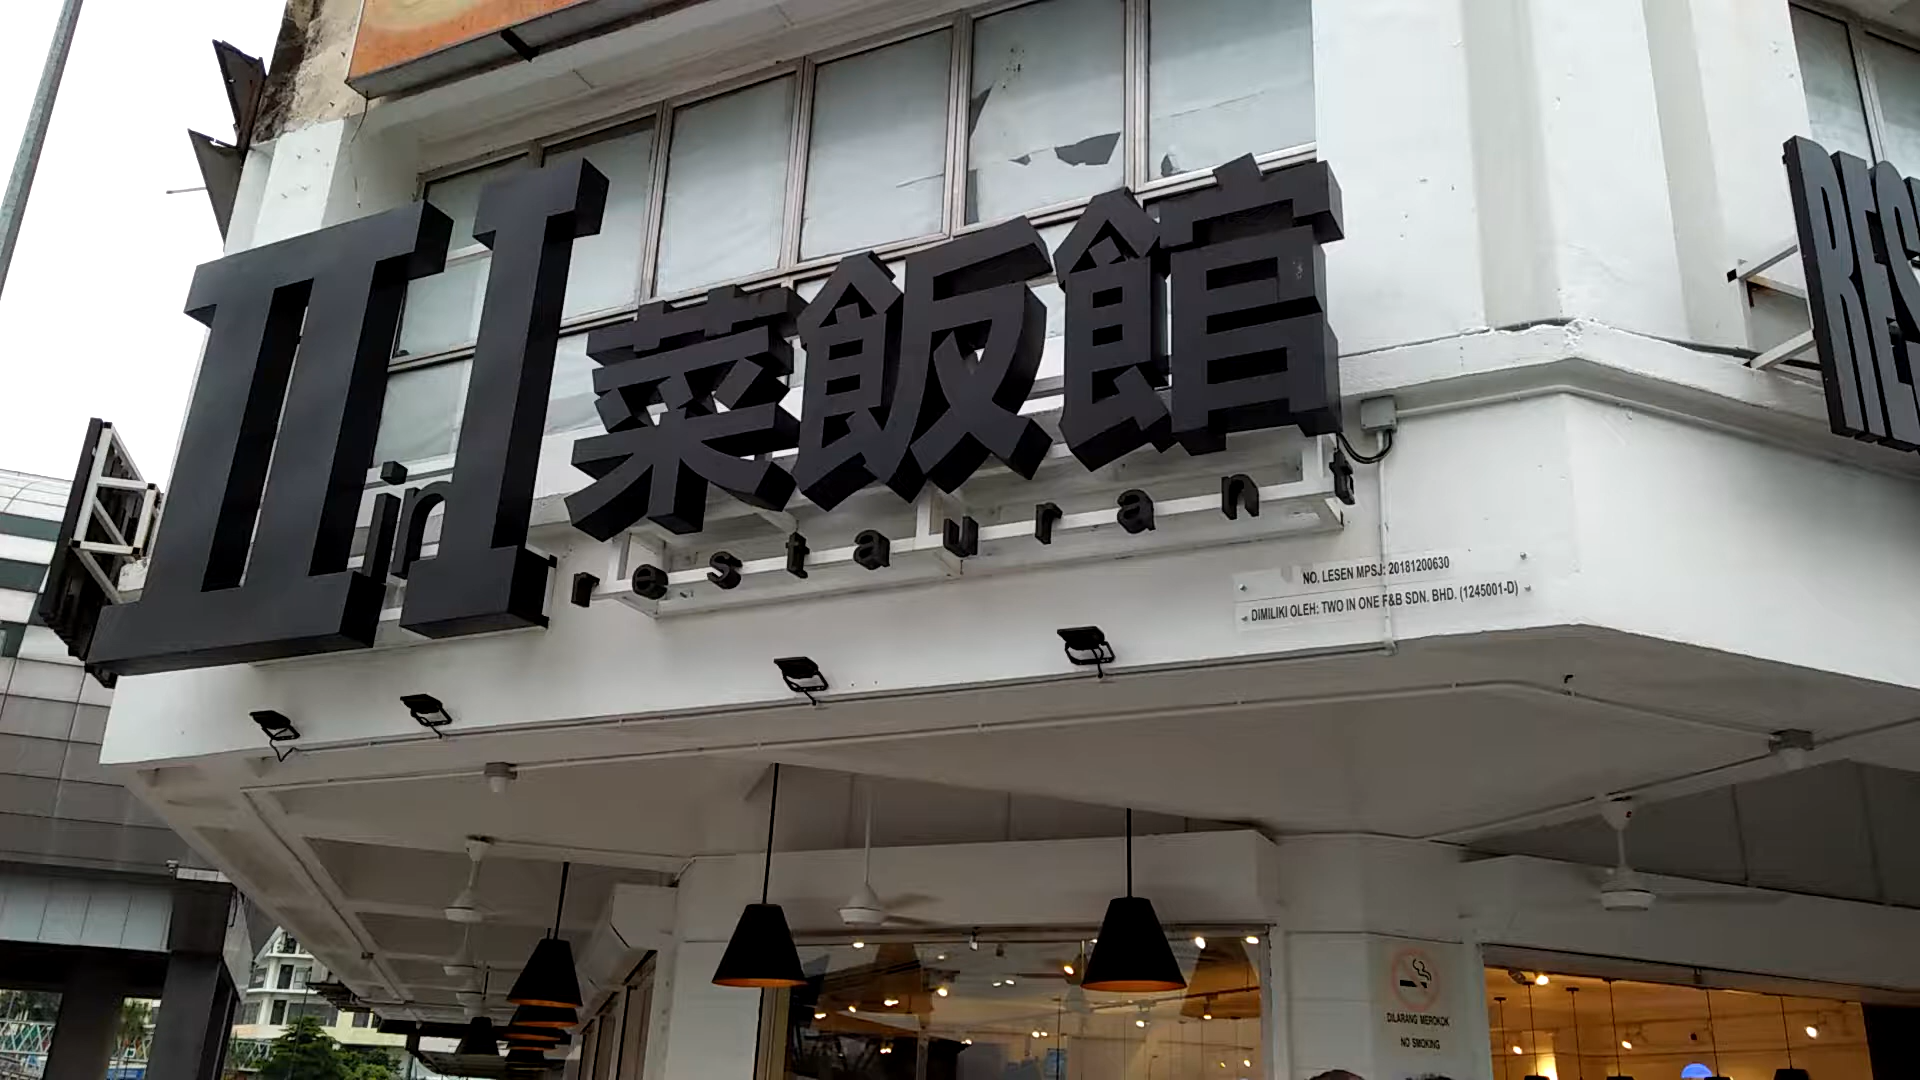 II in I 菜飯館
restaurant
NO. LESEN MPSJ: 20181200630
DIMILIKI OLEH: TWO IN ONE F&B SDN. BHD. (1245001-D)
RES
DILARANG MEROKOK
NO SMOKING